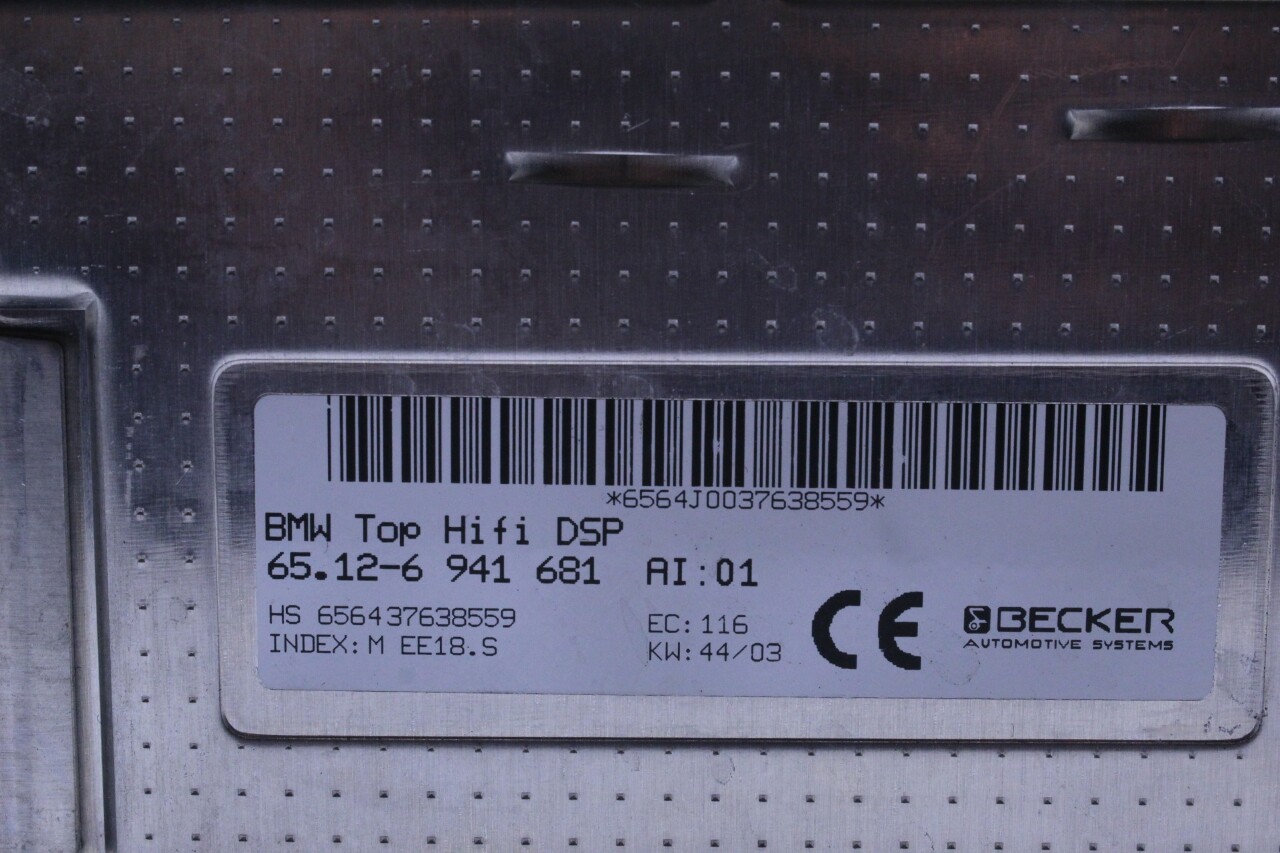 *6564J0037638559*
BMW Top Hifi DSP
65.12-6 941 681 AI:01
HS 656437638559 EC:116
INDEX:M EE18.S KW:44/03
CE
BECKER
AUTOMOTIVE SYSTEMS